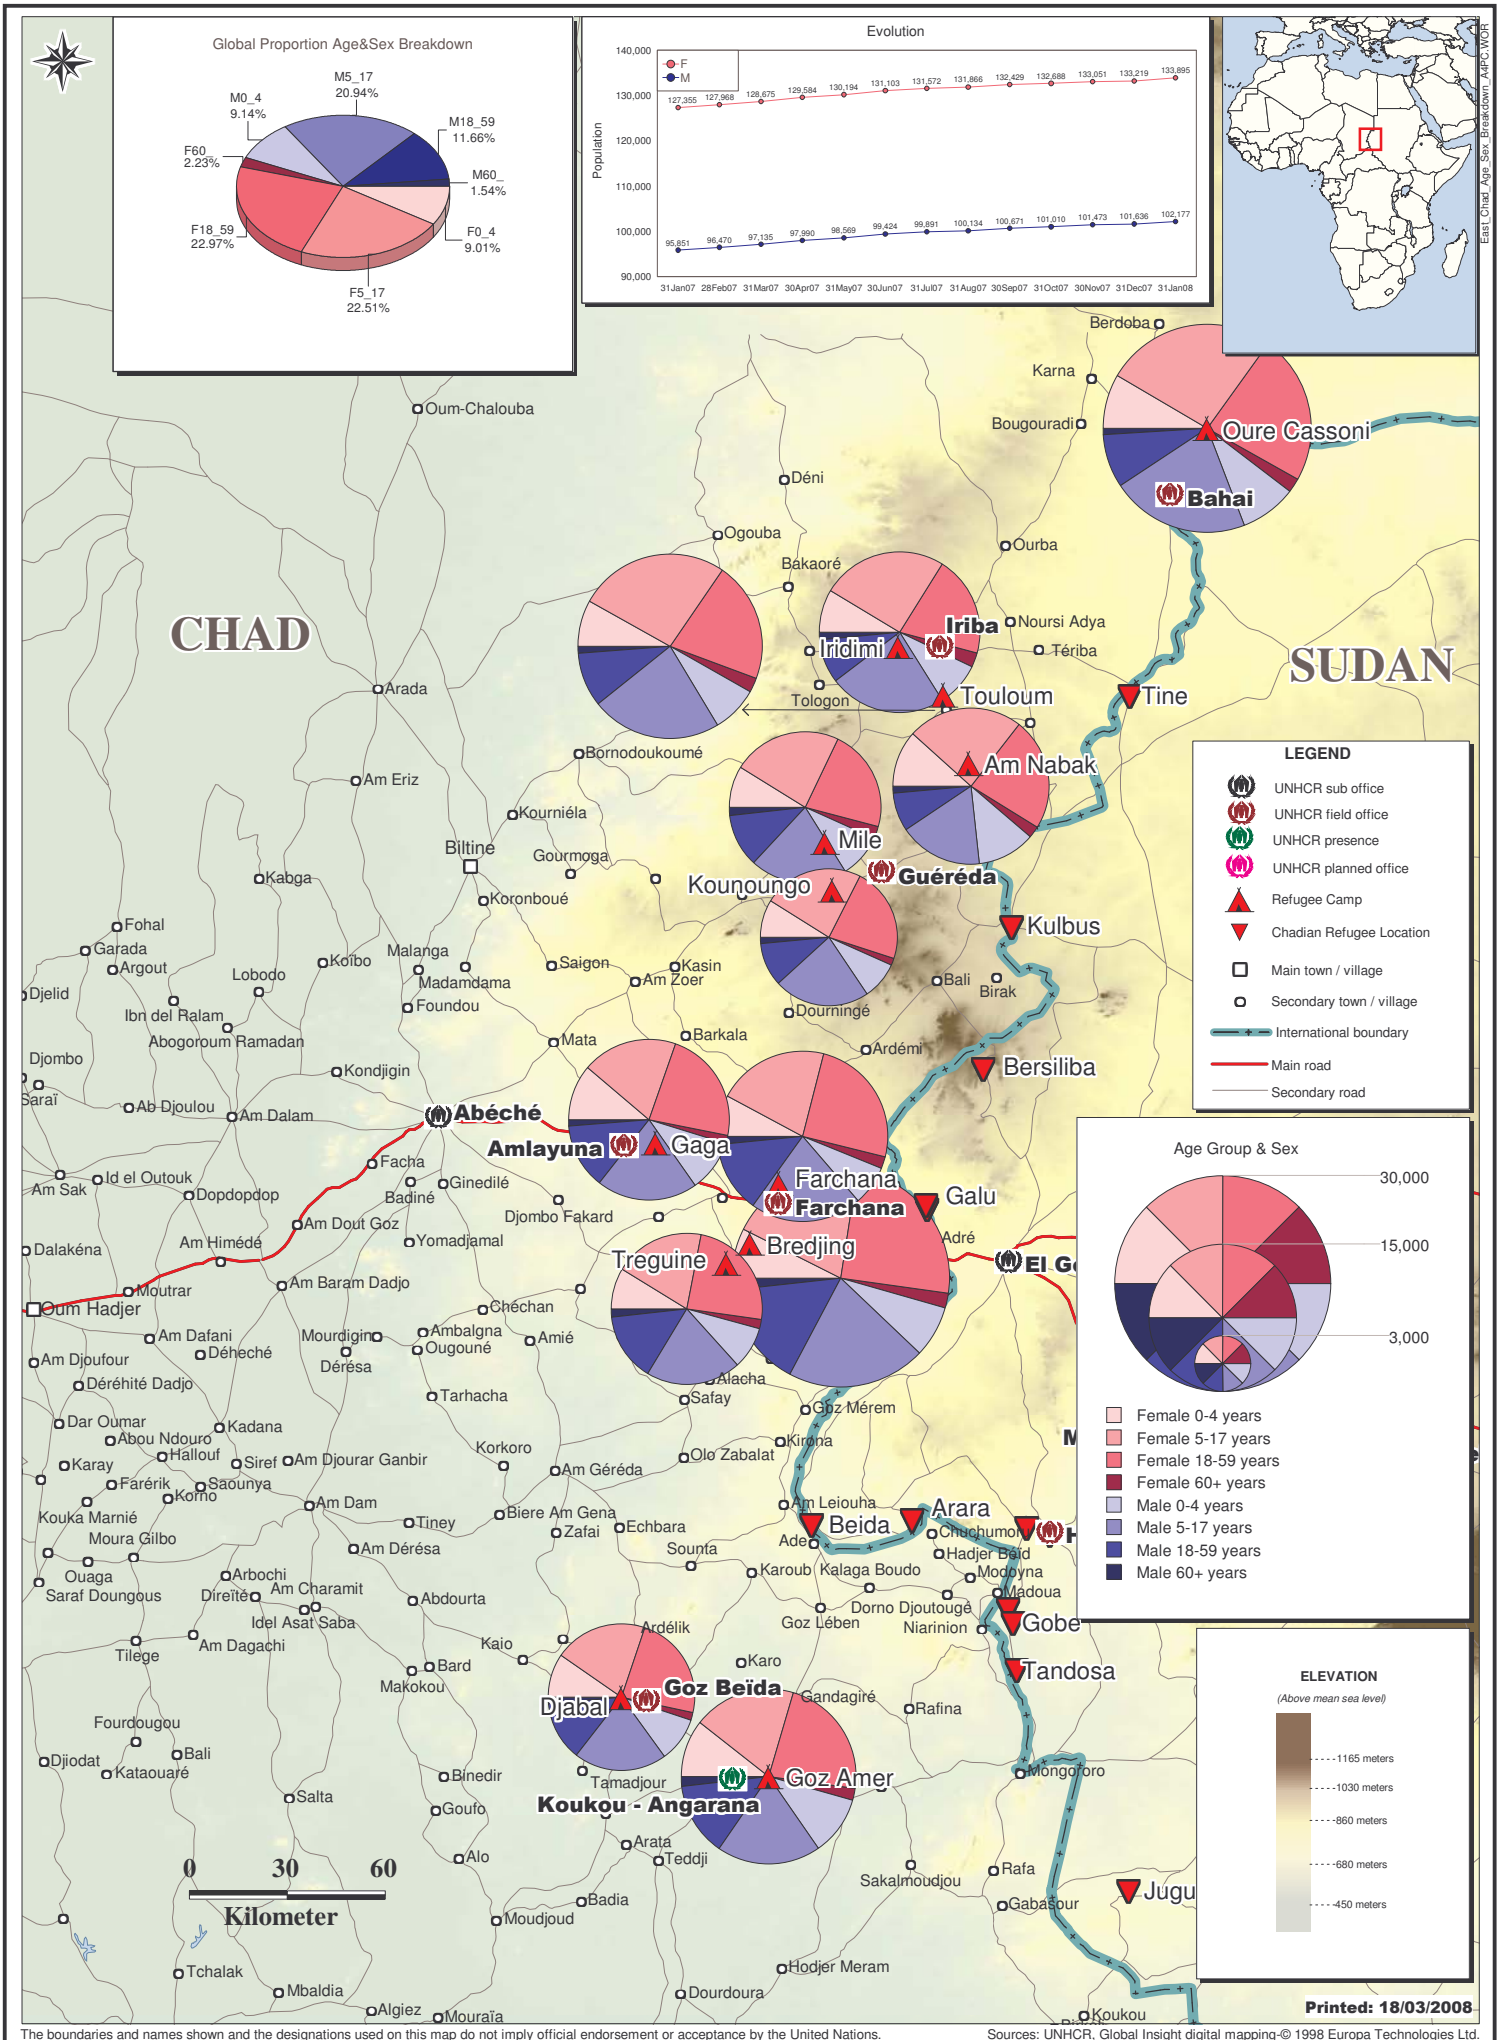 Global Proportion Age&Sex Breakdown
M5_17
20.94%
M0_4
9.14%
M18_59
11.66%
F60_
2.23%
M60_
1.54%
F18_59
22.97%
F0_4
9.01%
F5_17
22.51%
Evolution
Population
F
M
140,000
130,000
120,000
110,000
100,000
90,000
127,355 127,968 128,675 129,584 130,194 131,103 131,572 131,866 132,429 132,688 133,051 133,219 133,895
95,851 96,470 97,135 97,990 98,569 99,424 99,891 100,134 100,671 101,010 101,473 101,636 102,177
31Jan07 28Feb07 31Mar07 30Apr07 31May07 30Jun07 31Jul07 31Aug07 30Sep07 31Oct07 30Nov07 31Dec07 31Jan08
East_Chad_Age_Sex_Breakdown_A4PC.WOR
Berdoba
Karna
Oum-Chalouba
Bougouradi
Oure Cassoni
Déni
Bahai
Ogouba
Ourba
Bakaoré
CHAD
Noursi Adya
Iriba
Iridimi
Tériba
SUDAN
Arada
Tologon
Touloum
Tine
Bornodoukoumé
Am Nabak
Am Eriz
Kourniéla
Mile
Biltine
Gourmoga
Guéréda
Kabga
Kounoungo
Koronboué
Fohal
Kulbus
Garada
Malanga
Argout
Koïbo
Saigon
Kasin
Lobodo
Madamdama
Am Zoer
Bali
Birak
Djelid
Foundou
Dourningé
Ibn del Ralam
Abogoroum Ramadan
Mata
Barkala
Ardémi
Djombo
Kondjigin
Bersiliba
Saraï
Ab Djoulou
Am Dalam
Abéché
Amlayuna
Gaga
Facha
Am Sak
Id el Outouk
Badiné
Ginedilé
Farchana
Dopdopdop
Farchana
Galu
Djombo Fakard
Am Dout Goz
Adré
Dalakéna
Am Himédé
Yomadjamal
Bredjing
Treguine
El Ge
Moutrar
Am Baram Dadjo
Oum Hadjer
Chéchan
Am Dafani
Mourdigin
Ambalgna
Amié
Déheché
Ougouné
Am Djoufour
Dérésa
Déréhité Dadjo
Tarhacha
Alacha
Safay
Goz Mérem
Dar Oumar
Kadana
Abou Ndouro
Kirona
Karay
Hallouf
Siref
Am Djourar Ganbir
Korkoro
Olo Zabalat
Am Géréda
Farérik
Saounya
Korno
Am Dam
Am Leiouha
Kouka Marnié
Biere Am Gena
Arara
Moura Gilbo
Tiney
Zafai
Echbara
Beida
Ade
Chuchumon
Am Dérésa
Sounta
Hadjer Beïd
Ouaga
Arbochi
Karoub
Kalaga Boudo
Modoyna
Saraf Doungous
Direïté
Am Charamit
Abdourta
Madoua
Idel Asat Saba
Goz Lében
Dorno Djoutougé
Niarinion
Gobe
Tilege
Am Dagachi
Kaio
Ardélik
Bard
Karo
Tandosa
Makokou
Goz Beïda
Gandagiré
Djabal
Rafina
Fourdougou
Bali
Djiodat
Kataouaré
Binedir
Tamadjour
Goz Amer
Mongororo
Salta
Koukou - Angarana
Goufo
Arata
Alo
Teddji
Sakalmoudjou
Rafa
Jugu
Badia
Gabasour
Moudjoud
Tchalak
Hodjer Meram
Mbaldia
Dourdoura
Algiez
Mouraïa
Koukou
0 30 60
Kilometer
LEGEND
UNHCR sub office
UNHCR field office
UNHCR presence
UNHCR planned office
Refugee Camp
Chadian Refugee Location
Main town / village
Secondary town / village
International boundary
Main road
Secondary road
Age Group & Sex
30,000
15,000
3,000
Female 0-4 years
Female 5-17 years
Female 18-59 years
Female 60+ years
Male 0-4 years
Male 5-17 years
Male 18-59 years
Male 60+ years
ELEVATION
(Above mean sea level)
1165 meters
1030 meters
860 meters
680 meters
450 meters
Printed: 18/03/2008
The boundaries and names shown and the designations used on this map do not imply official endorsement or acceptance by the United Nations.
Sources: UNHCR, Global Insight digital mapping-© 1998 Europa Technologies Ltd.